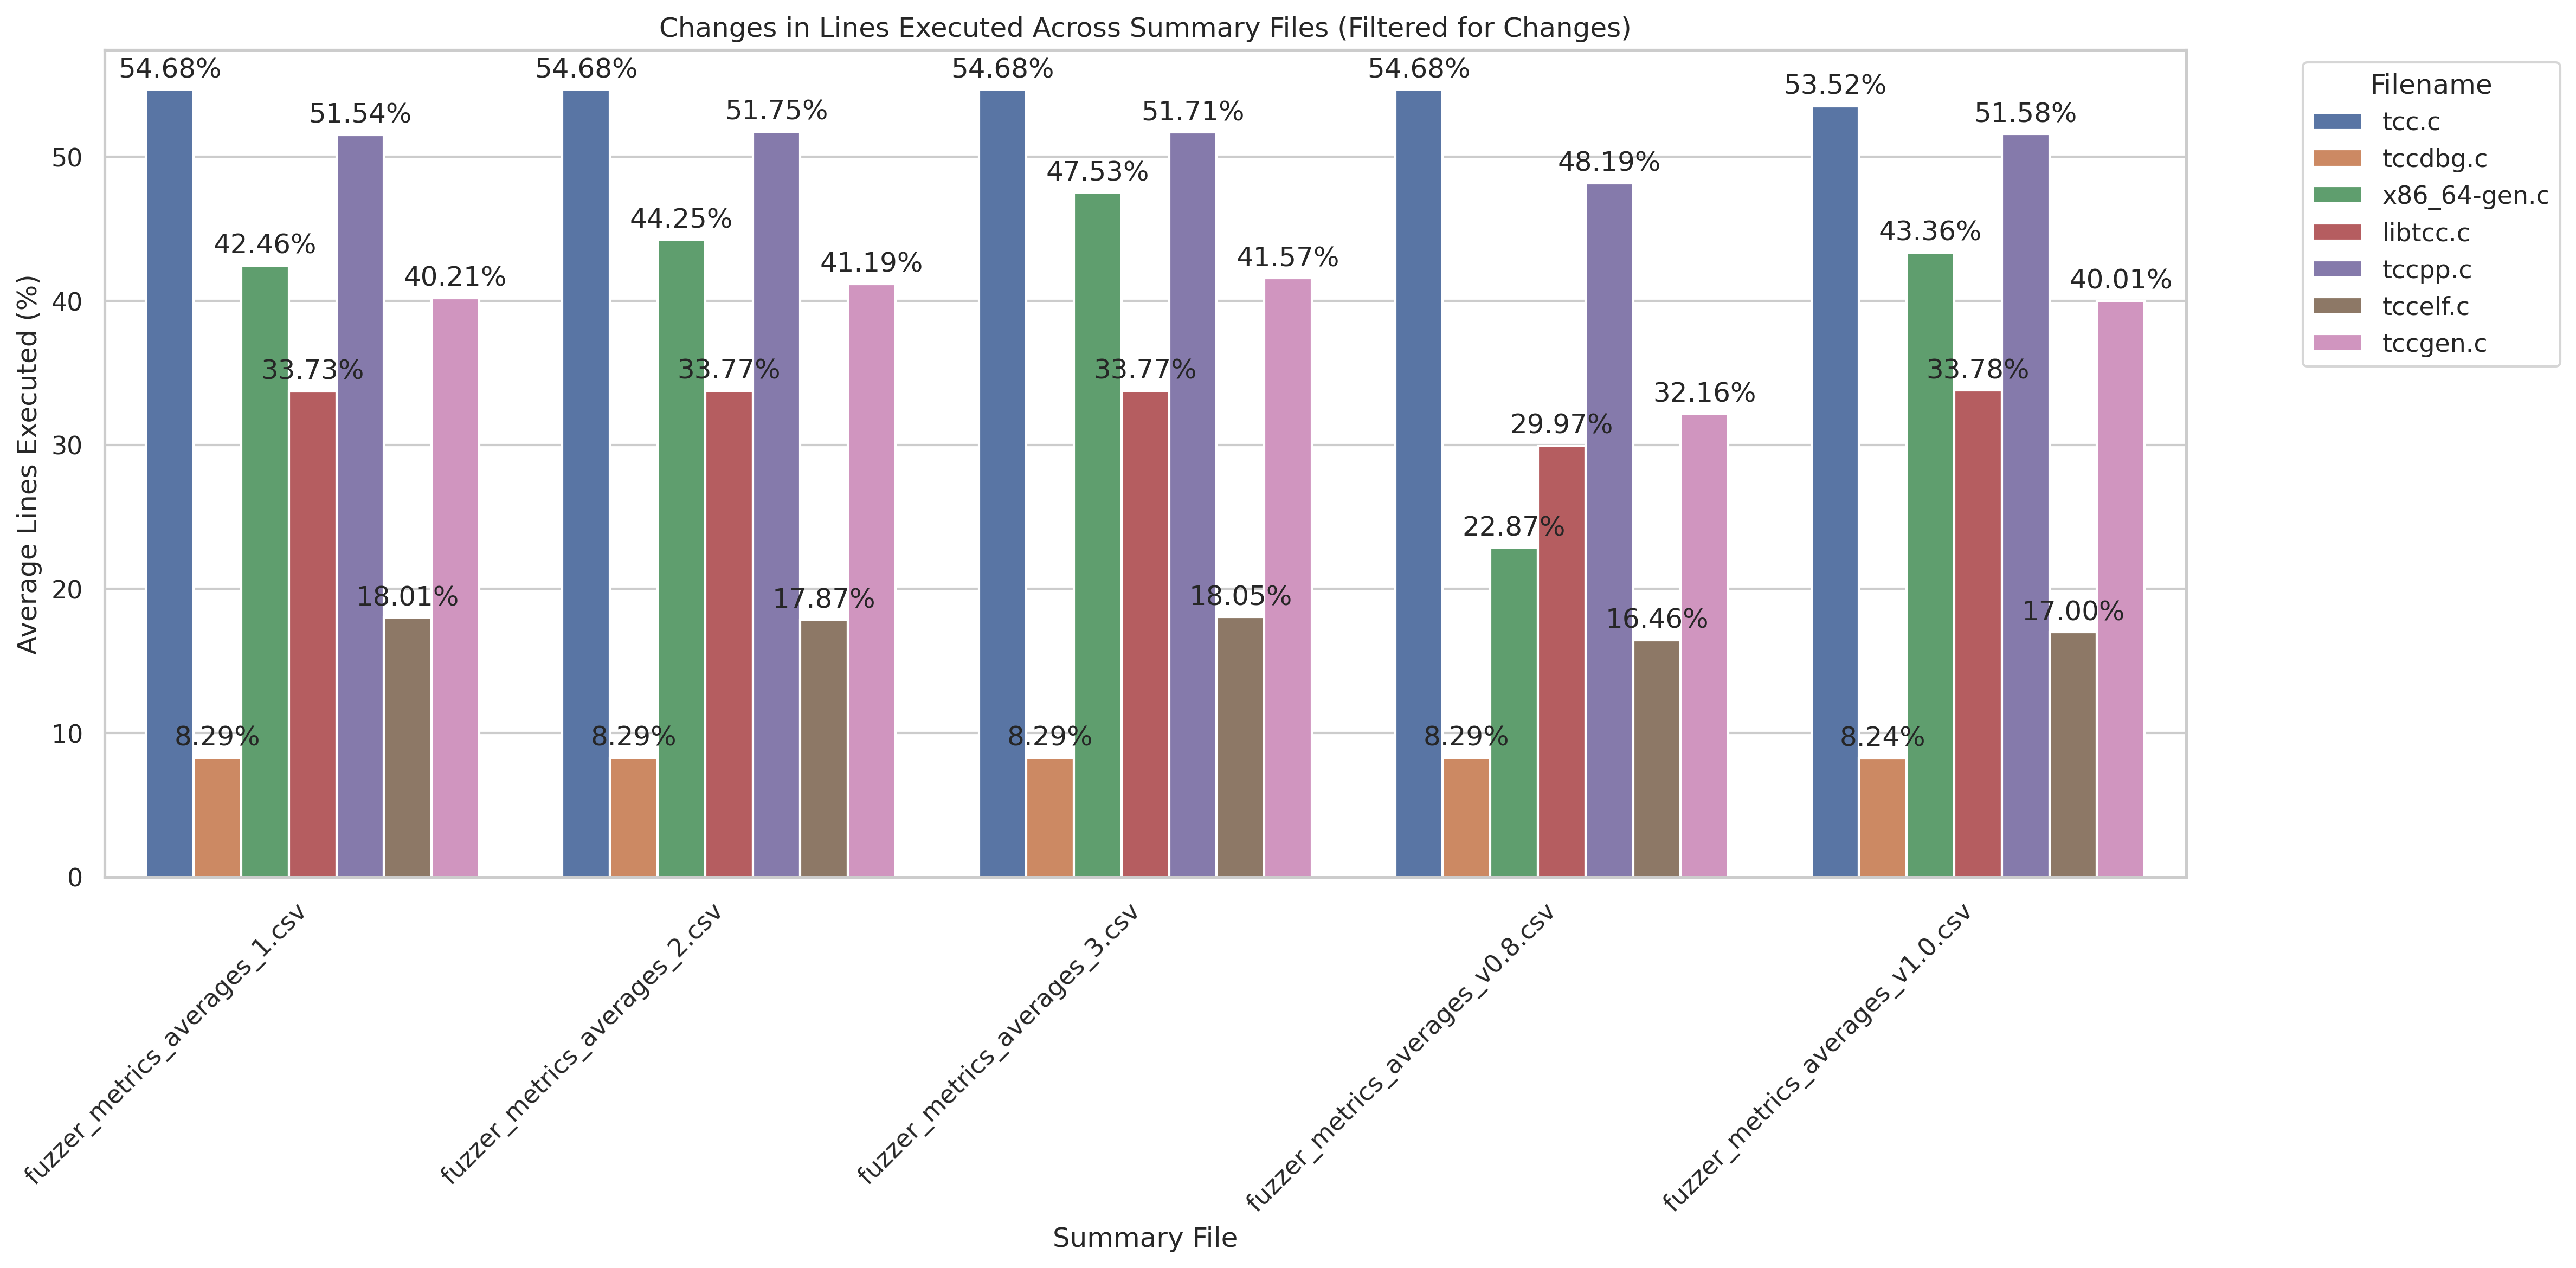 Changes in Lines Executed Across Summary Files (Filtered for Changes)
Average Lines Executed (%)
50
40
30
20
10
0
54.68%
8.29%
42.46%
33.73%
51.54%
18.01%
40.21%
54.68%
8.29%
44.25%
33.77%
51.75%
17.87%
41.19%
54.68%
8.29%
47.53%
33.77%
51.71%
18.05%
41.57%
54.68%
8.29%
22.87%
29.97%
48.19%
16.46%
32.16%
53.52%
8.24%
43.36%
33.78%
51.58%
17.00%
40.01%
fuzzer_metrics_averages_1.csv
fuzzer_metrics_averages_2.csv
fuzzer_metrics_averages_3.csv
fuzzer_metrics_averages_v0.8.csv
fuzzer_metrics_averages_v1.0.csv
Summary File
Filename
tcc.c
tccdbg.c
x86_64-gen.c
libtcc.c
tccpp.c
tccelf.c
tccgen.c